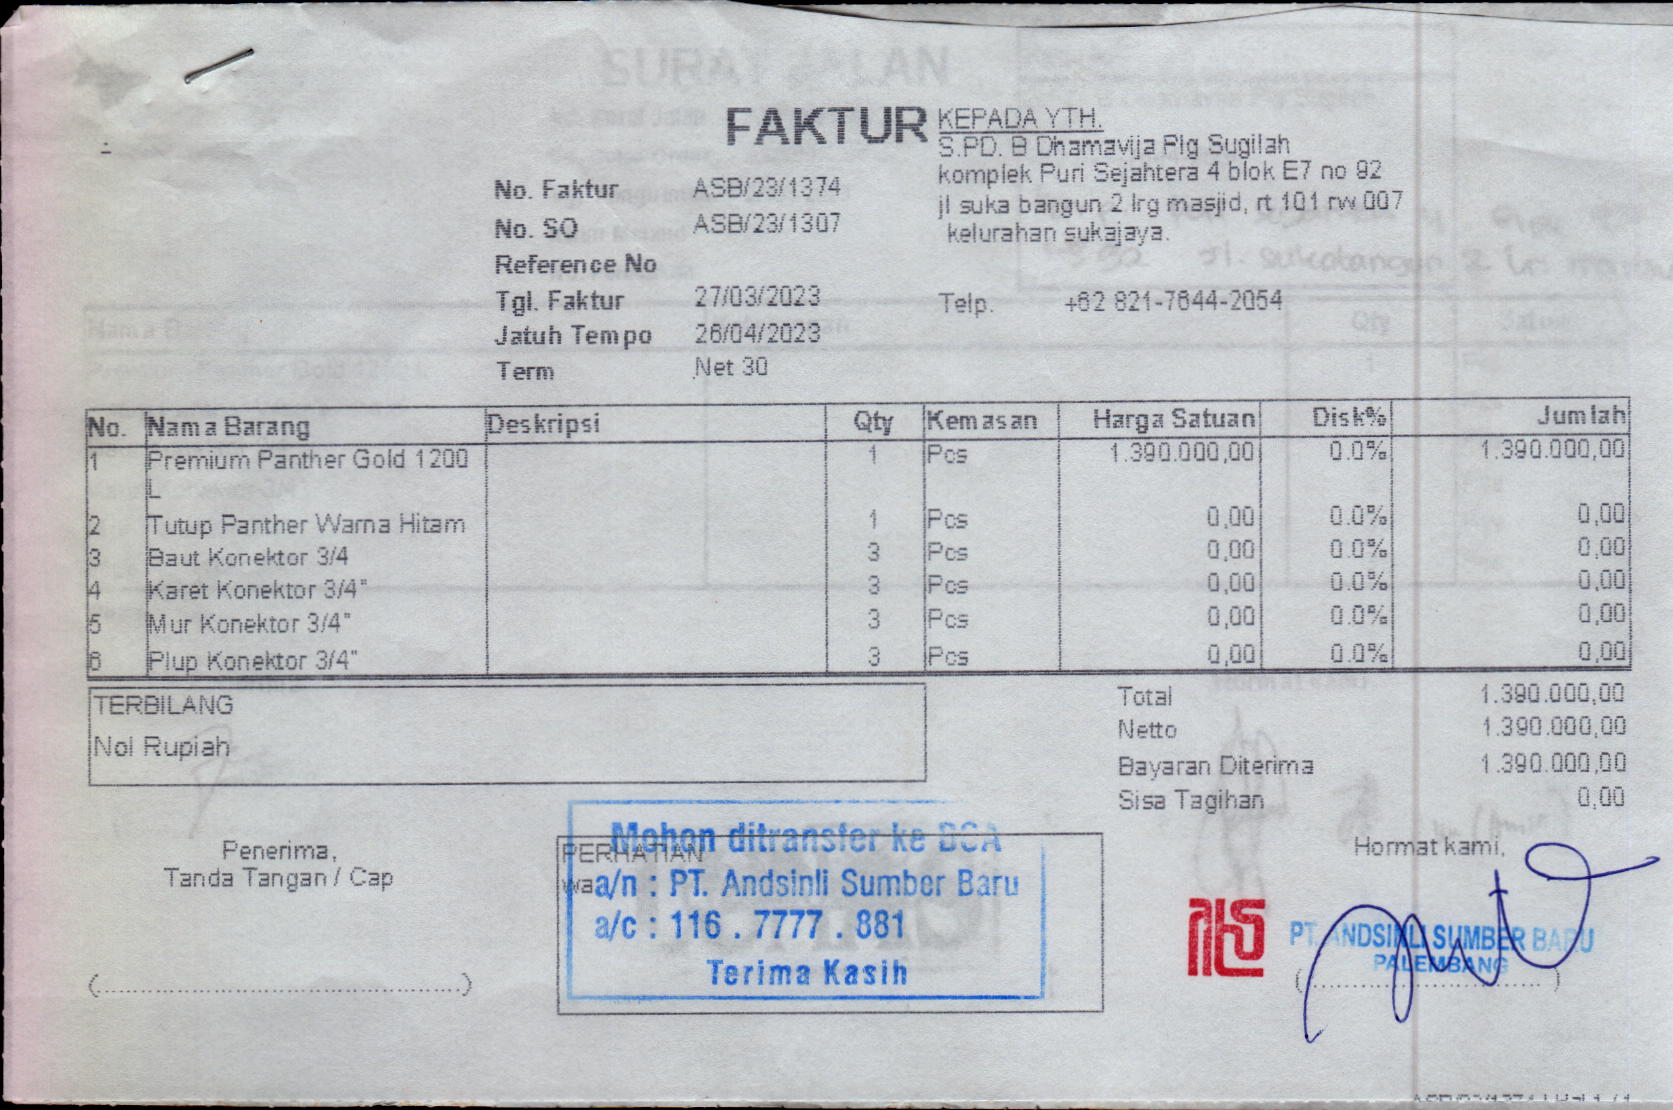 FAKTUR
KEPADA YTH.
S.PD. B Dhamavija Plg Sugilah
komplek Puri Sejahtera 4 blok E7 no 92
jl suka bangun 2 lrg masjid, rt 101 rw 007
kelurahan sukajaya.
Telp. +62 821-7644-2054
No. Faktur ASB/23/1374
No. SO ASB/23/1307
Reference No
Tgl. Faktur 27/03/2023
Jatuh Tempo 26/04/2023
Term Net 30
No. Nama Barang Deskripsi Qty Kemasan Harga Satuan Disk% Jumlah
1 Premium Panther Gold 1200 1 Pcs 1.390.000,00 0.0% 1.390.000,00
L
2 Tutup Panther Warna Hitam 1 Pcs 0,00 0.0% 0,00
3 Baut Konektor 3/4 3 Pcs 0,00 0.0% 0,00
4 Karet Konektor 3/4" 3 Pcs 0,00 0.0% 0,00
5 Mur Konektor 3/4" 3 Pcs 0,00 0.0% 0,00
6 Plup Konektor 3/4" 3 Pcs 0,00 0.0% 0,00
TERBILANG
Nol Rupiah
Total 1.390.000,00
Netto 1.390.000,00
Bayaran Diterima 1.390.000,00
Sisa Tagihan 0,00
Penerima,
Tanda Tangan / Cap
PERHATIAN
Mohon ditransfer ke BCA
a/n : PT. Andsinli Sumber Baru
a/c : 116 . 7777 . 881
Terima Kasih
Hormat kami,
PT. ANDSINLI SUMBER BARU
PALEMBANG